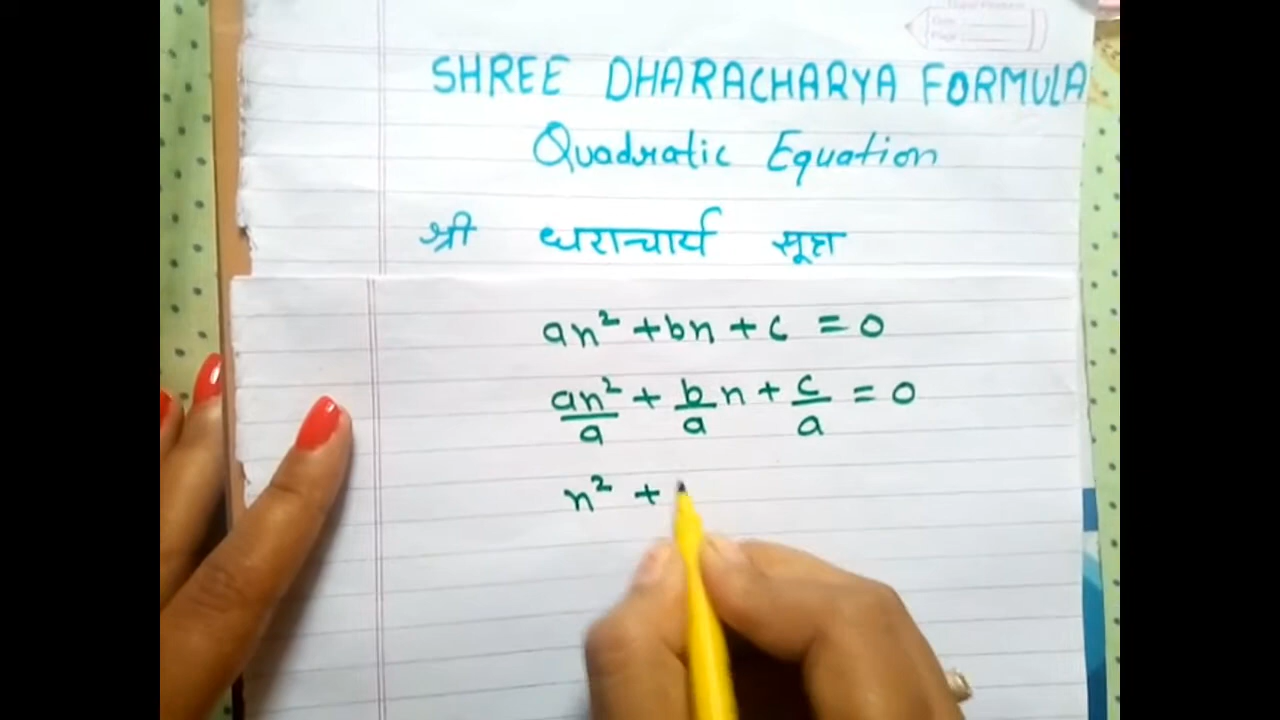 SHREE DHARACHARYA FORMULA
Quadratic Equation
श्री धराचार्य सूत्र
an² + bn + c = 0
an²/a + b/a n + c/a = 0
n² +